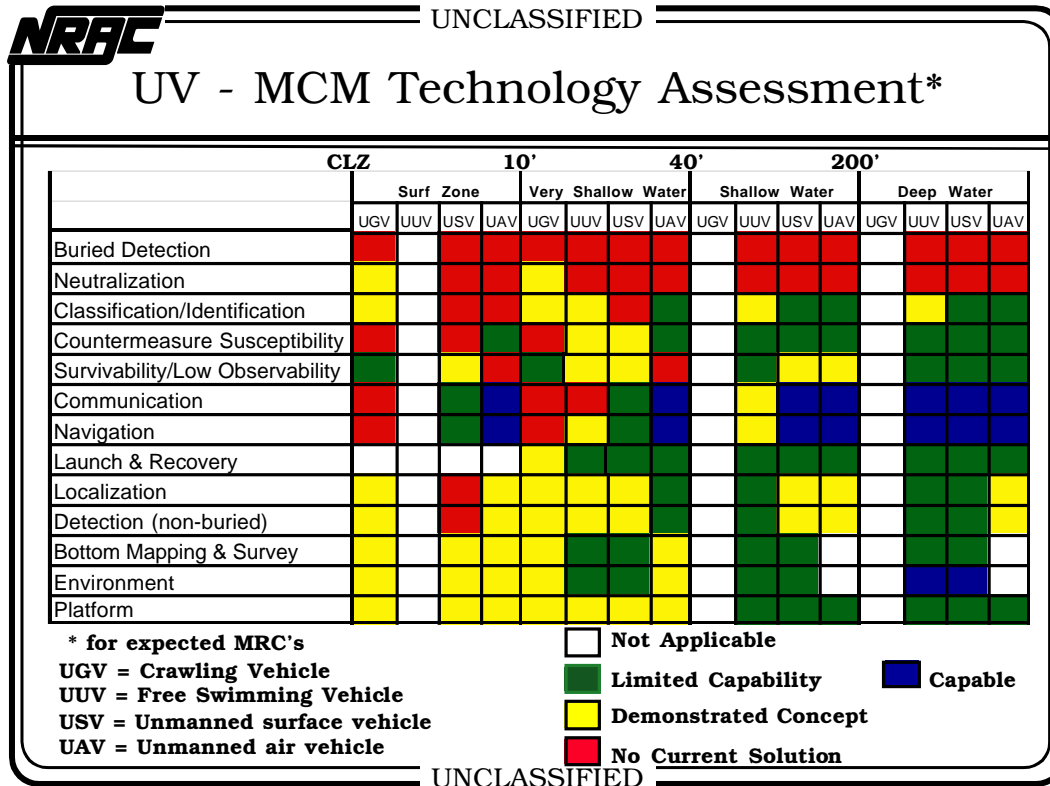 UNCLASSIFIED
NRAC
UV - MCM Technology Assessment*
CLZ 10' 40' 200'
Surf Zone Very Shallow Water Shallow Water Deep Water
UGV UUV USV UAV UGV UUV USV UAV UGV UUV USV UAV UGV UUV USV UAV
Buried Detection
Neutralization
Classification/Identification
Countermeasure Susceptibility
Survivability/Low Observability
Communication
Navigation
Launch & Recovery
Localization
Detection (non-buried)
Bottom Mapping & Survey
Environment
Platform
* for expected MRC's
UGV = Crawling Vehicle
UUV = Free Swimming Vehicle
USV = Unmanned surface vehicle
UAV = Unmanned air vehicle
Not Applicable
Limited Capability Capable
Demonstrated Concept
No Current Solution
UNCLASSIFIED